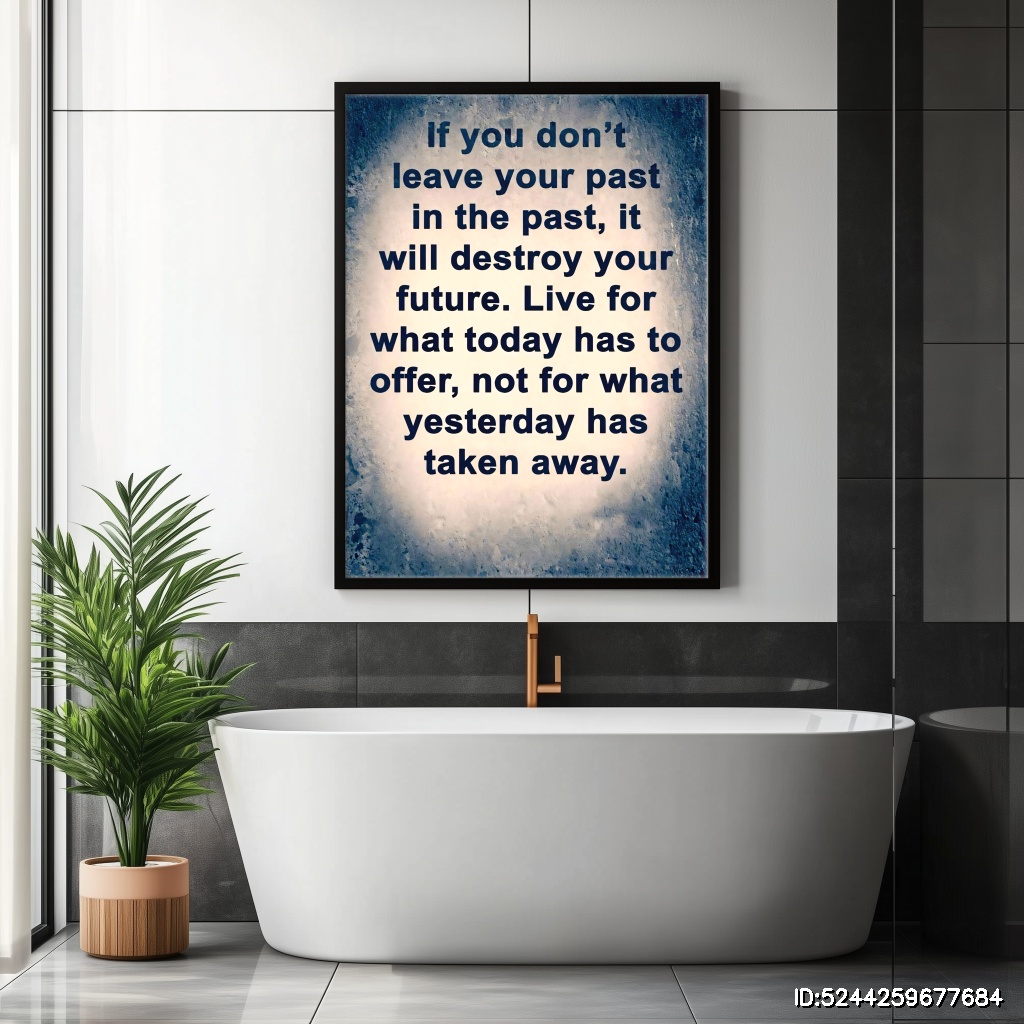 If you don’t
leave your past
in the past, it
will destroy your
future. Live for
what today has to
offer, not for what
yesterday has
taken away.
ID:5244259677684